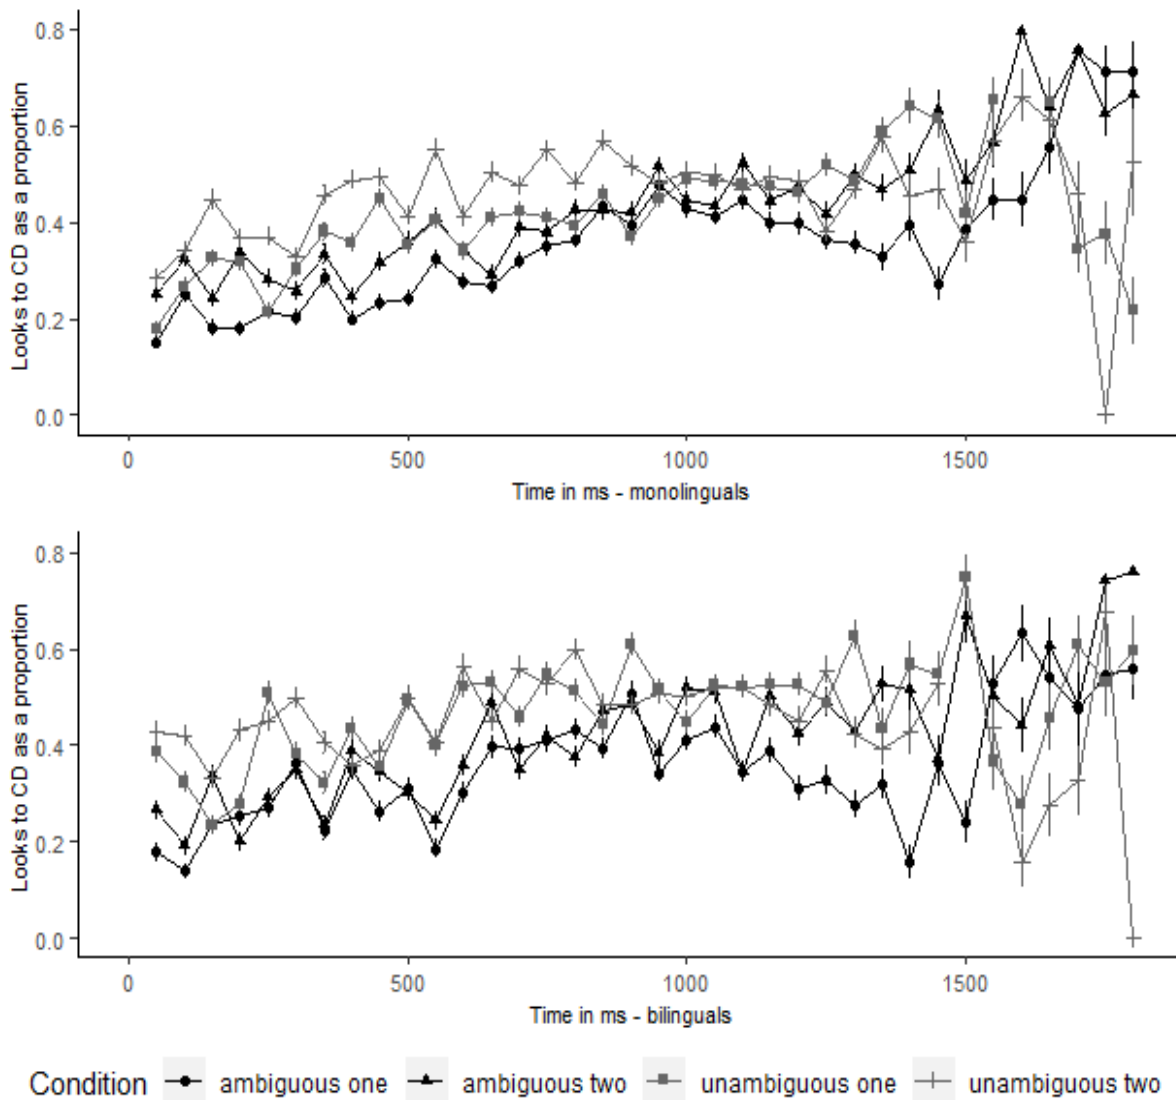 Looks to CD as a proportion
0.8
0.6
0.4
0.2
0.0
0 500 1000 1500
Time in ms - monolinguals
Looks to CD as a proportion
0.8
0.6
0.4
0.2
0.0
0 500 1000 1500
Time in ms - bilinguals
Condition ambiguous one ambiguous two unambiguous one unambiguous two